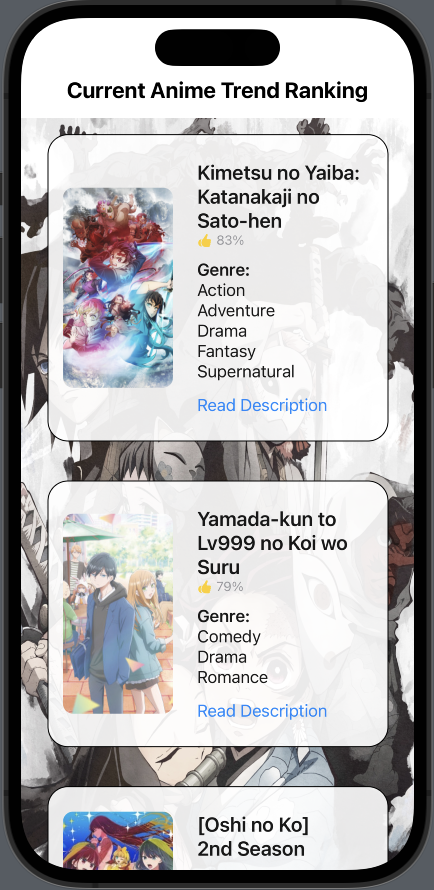 Current Anime Trend Ranking
Kimetsu no Yaiba:
Katanakaji no
Sato-hen
👍 83%
Genre:
Action
Adventure
Drama
Fantasy
Supernatural
Read Description
Yamada-kun to
Lv999 no Koi wo
Suru
👍 79%
Genre:
Comedy
Drama
Romance
Read Description
[Oshi no Ko]
2nd Season